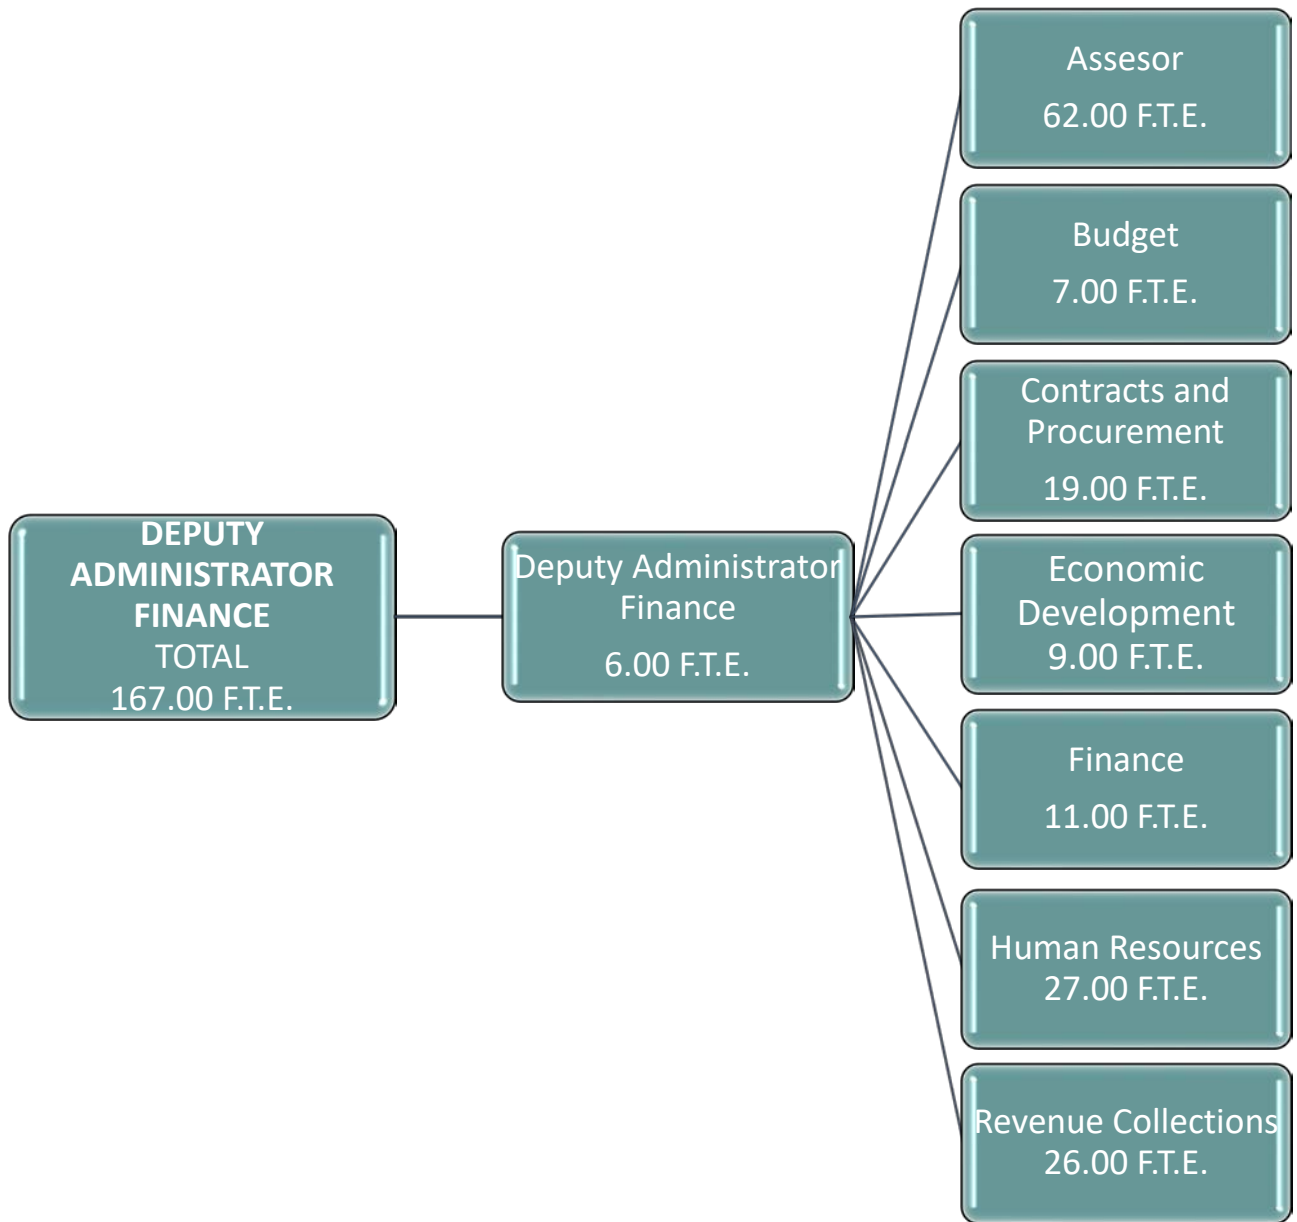 Assesor
62.00 F.T.E.
Budget
7.00 F.T.E.
Contracts and
Procurement
19.00 F.T.E.
DEPUTY
ADMINISTRATOR
FINANCE
TOTAL
167.00 F.T.E.
Deputy Administrator
Finance
6.00 F.T.E.
Economic
Development
9.00 F.T.E.
Finance
11.00 F.T.E.
Human Resources
27.00 F.T.E.
Revenue Collections
26.00 F.T.E.